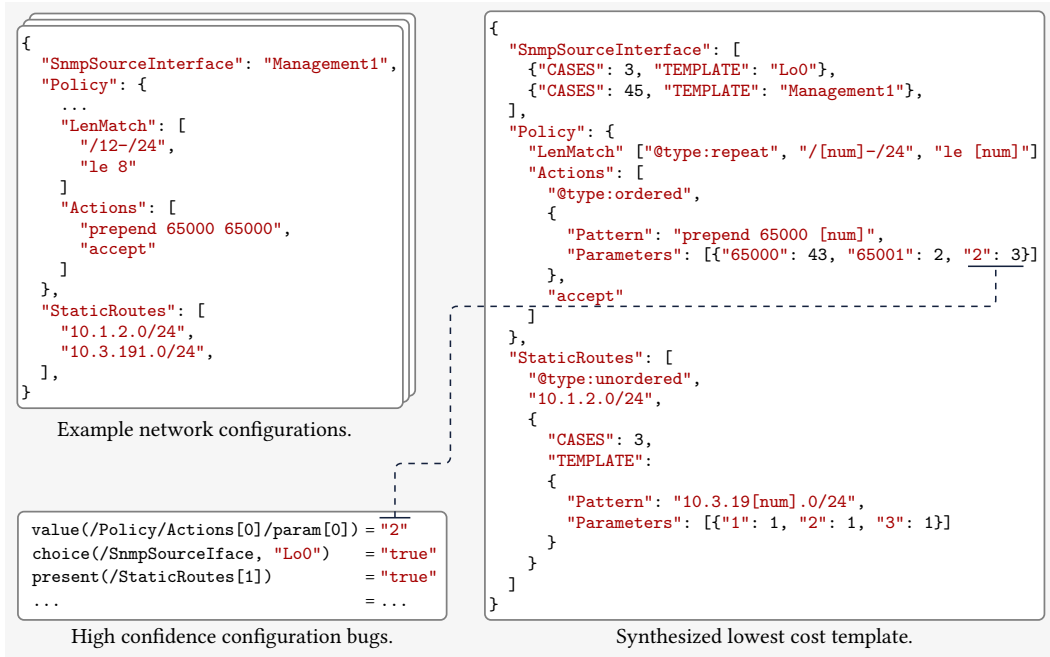 {
  "SnmpSourceInterface": "Management1",
  "Policy": {
    ...
    "LenMatch": [
      "/12-/24",
      "le 8"
    ]
    "Actions": [
      "prepend 65000 65000",
      "accept"
    ]
  },
  "StaticRoutes": [
    "10.1.2.0/24",
    "10.3.191.0/24",
  ],
}
Example network configurations.
value(/Policy/Actions[0]/param[0]) = "2"
choice(/SnmpSourceIface, "Lo0") = "true"
present(/StaticRoutes[1]) = "true"
... = ...
High confidence configuration bugs.
{
  "SnmpSourceInterface": [
    {"CASES": 3, "TEMPLATE": "Lo0"},
    {"CASES": 45, "TEMPLATE": "Management1"},
  ],
  "Policy": {
    "LenMatch" ["@type:repeat", "/[num]-/24", "le [num]"]
    "Actions": [
      "@type:ordered",
      {
        "Pattern": "prepend 65000 [num]",
        "Parameters": [{"65000": 43, "65001": 2, "2": 3}]
      },
      "accept"
    ]
  },
  "StaticRoutes": [
    "@type:unordered",
    "10.1.2.0/24",
    {
      "CASES": 3,
      "TEMPLATE":
      {
        "Pattern": "10.3.19[num].0/24",
        "Parameters": [{"1": 1, "2": 1, "3": 1}]
      }
    }
  ]
}
Synthesized lowest cost template.